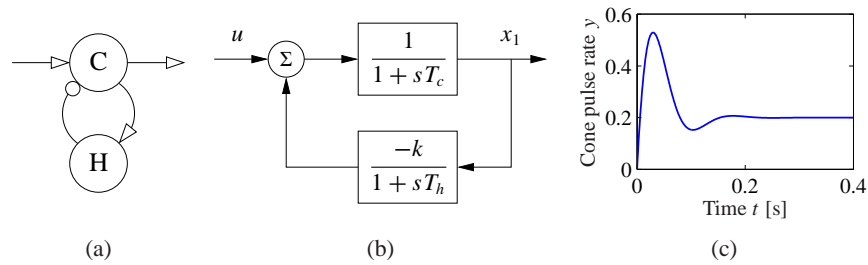 C
H
(a)
u
Σ
1
1 + sT_c
x_1
−k
1 + sT_h
(b)
Cone pulse rate y
0.6
0.4
0.2
0
0
0.2
0.4
Time t [s]
(c)